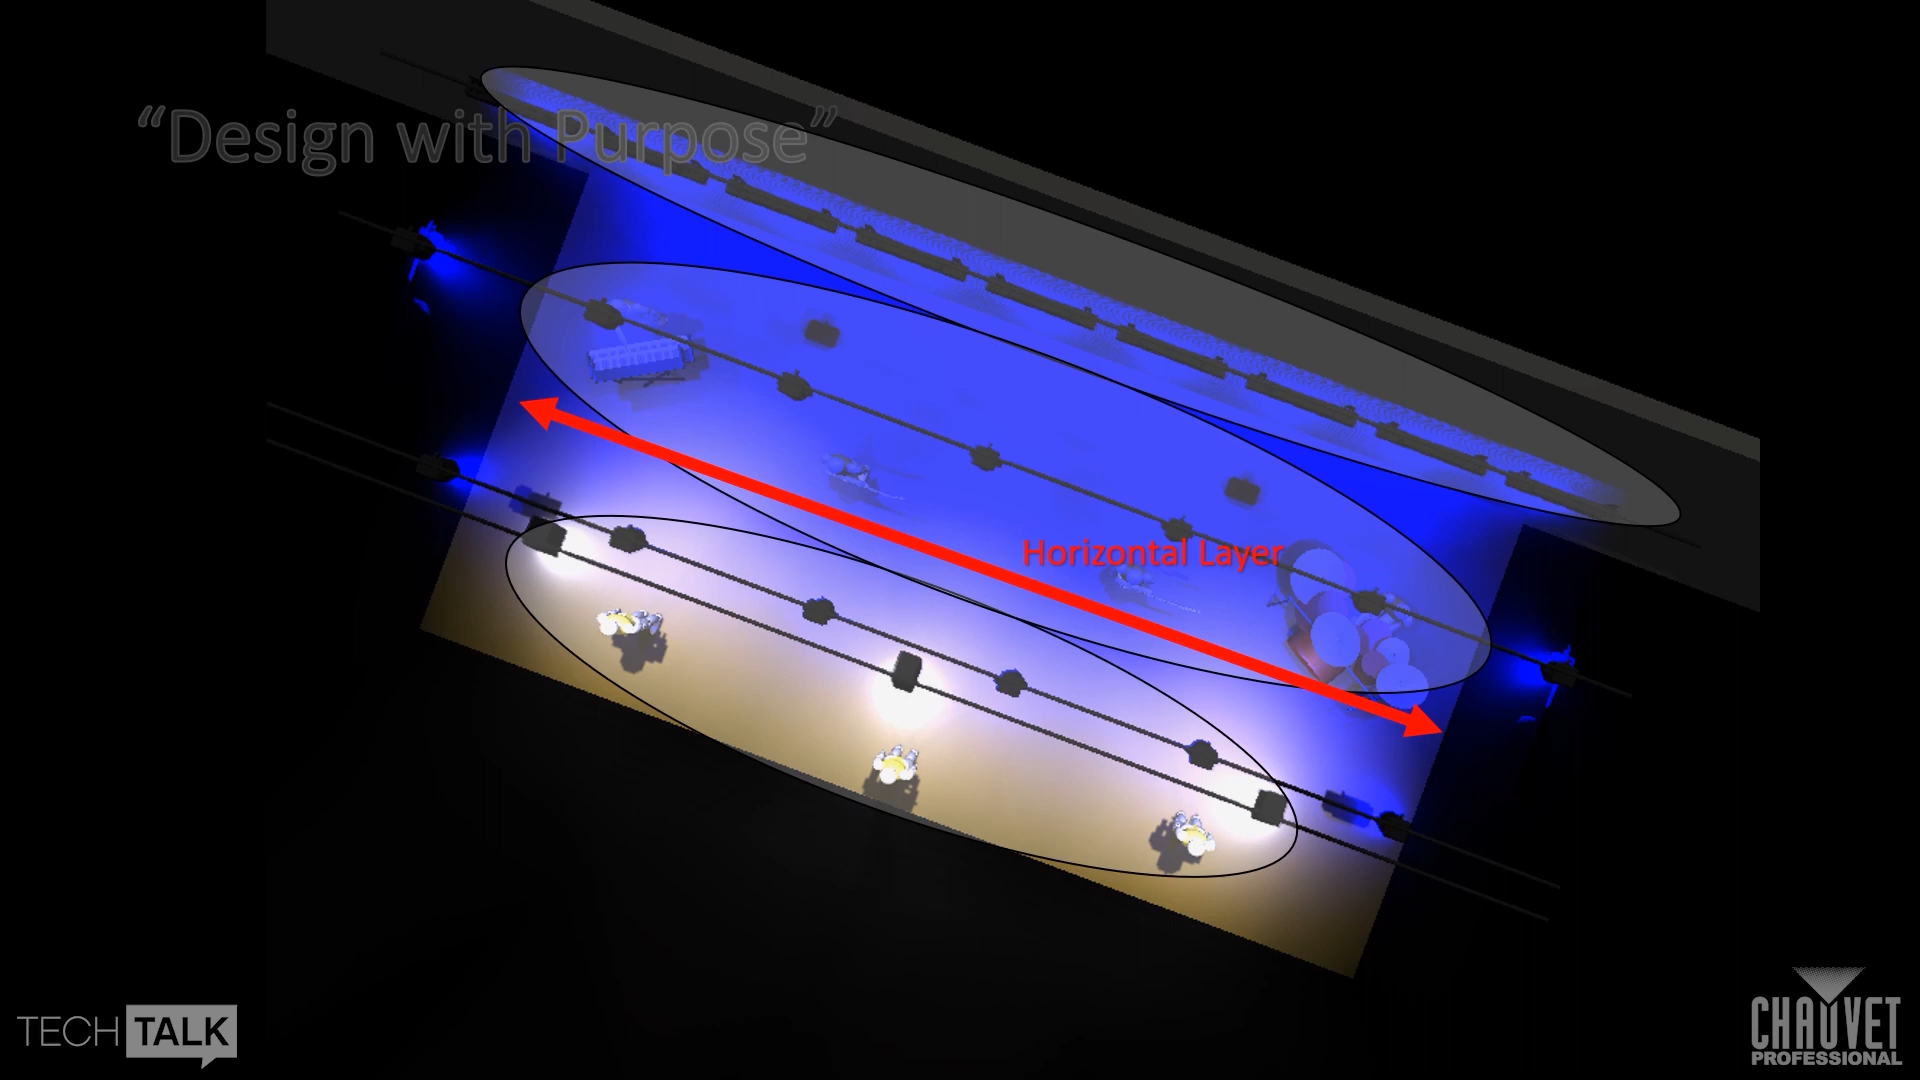 “Design with Purpose”
Horizontal Layer
TECH TALK
CHAUVET
PROFESSIONAL